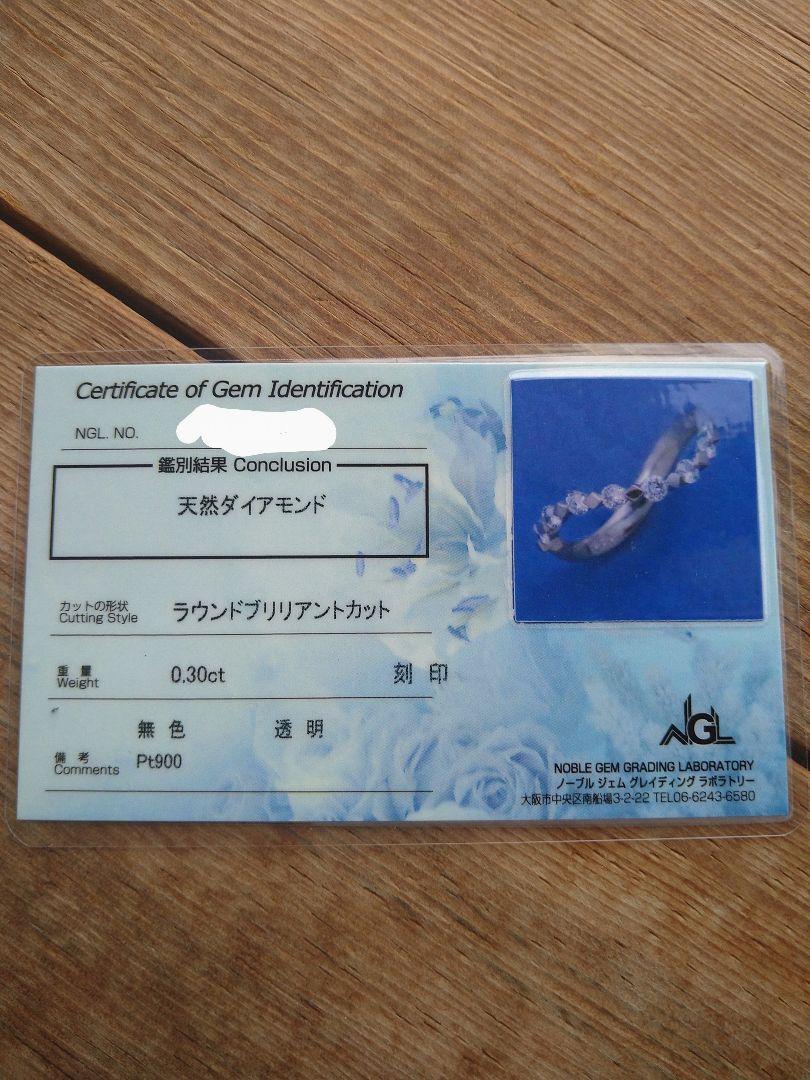 Certificate of Gem Identification
NGL. NO.
鑑別結果 Conclusion
天然ダイアモンド
カットの形状
Cutting Style
ラウンドブリリアントカット
重量
Weight
0.30ct 刻印
無色 透明
備考
Comments
Pt900
NGL
NOBLE GEM GRADING LABORATORY
ノーブル ジェム グレイディング ラボラトリー
大阪市中央区南船場3-2-22 TEL06-6243-6580